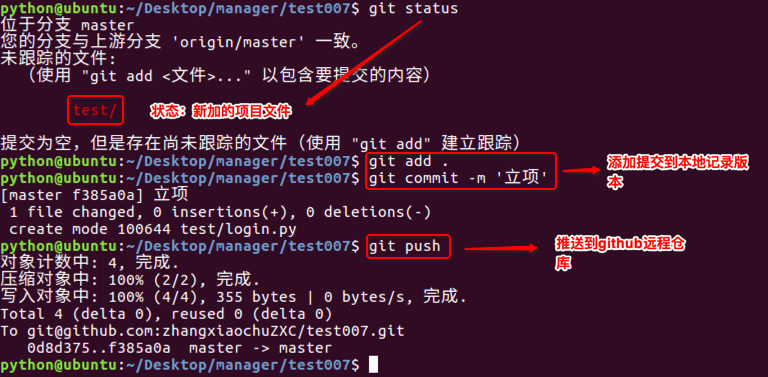 python@ubuntu:~/Desktop/manager/test007$ git status
位于分支 master
您的分支与上游分支 'origin/master' 一致。
未跟踪的文件:
（使用 "git add <文件>..." 以包含要提交的内容）
test/
状态：新加的项目文件
提交为空，但是存在尚未跟踪的文件（使用 "git add" 建立跟踪）
python@ubuntu:~/Desktop/manager/test007$ git add .
python@ubuntu:~/Desktop/manager/test007$ git commit -m '立项'
添加提交到本地记录版
本
[master f385a0a] 立项
1 file changed, 0 insertions(+), 0 deletions(-)
create mode 100644 test/login.py
python@ubuntu:~/Desktop/manager/test007$ git push
推送到github远程仓
库
对象计数中: 4, 完成.
压缩对象中: 100% (2/2), 完成.
写入对象中: 100% (4/4), 355 bytes | 0 bytes/s, 完成.
Total 4 (delta 0), reused 0 (delta 0)
To git@github.com:zhangxiaochuZXC/test007.git
0d8d375..f385a0a  master -> master
python@ubuntu:~/Desktop/manager/test007$